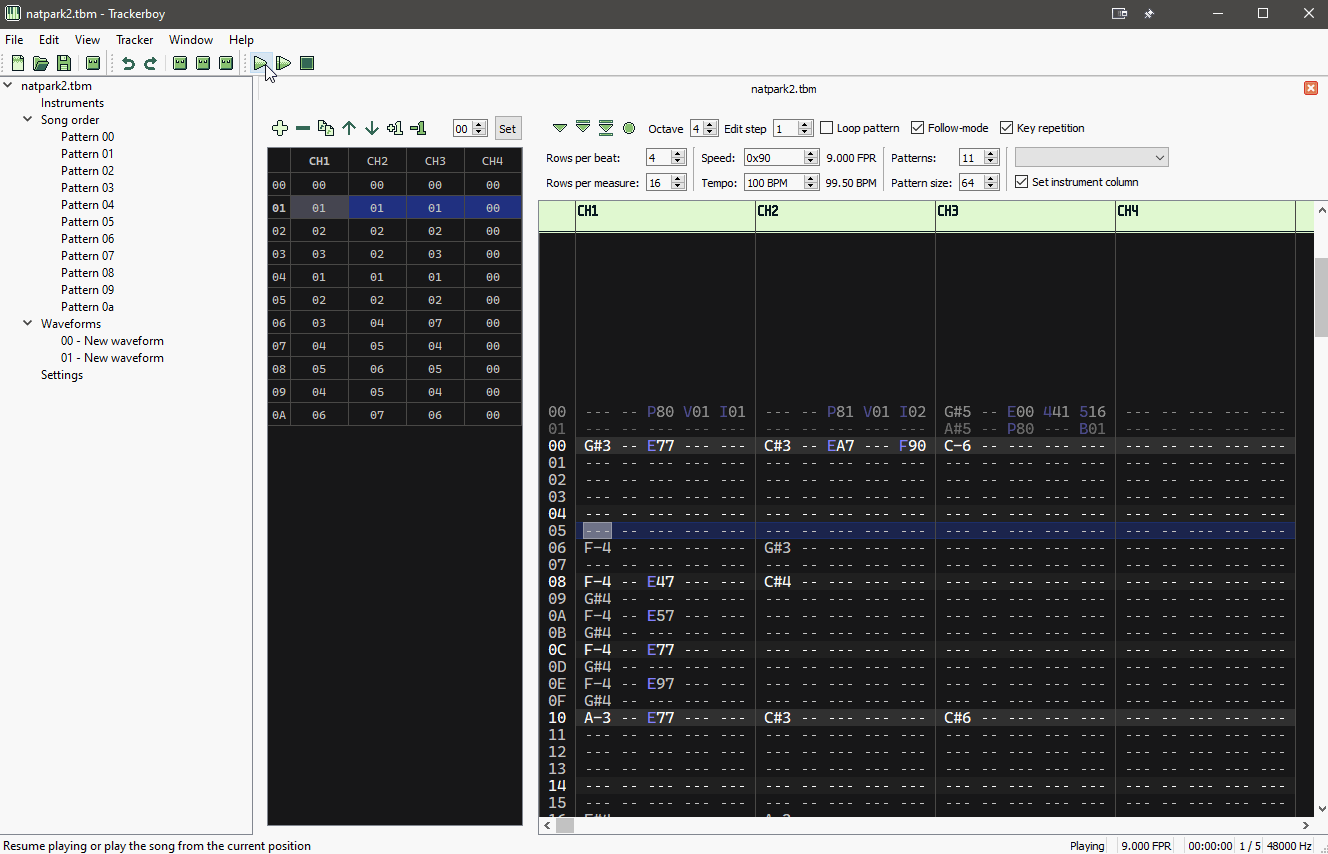 natpark2.tbm - Trackerboy
File Edit View Tracker Window Help
natpark2.tbm
Instruments
Song order
Pattern 00
Pattern 01
Pattern 02
Pattern 03
Pattern 04
Pattern 05
Pattern 06
Pattern 07
Pattern 08
Pattern 09
Pattern 0a
Waveforms
00 - New waveform
01 - New waveform
Settings
natpark2.tbm
00 Set
CH1 CH2 CH3 CH4
00 00 00 00 00
01 01 01 01 00
02 02 02 02 00
03 03 02 03 00
04 01 01 01 00
05 02 02 02 00
06 03 04 07 00
07 04 05 04 00
08 05 06 05 00
09 04 05 04 00
0A 06 07 06 00
Octave 4 Edit step 1 Loop pattern Follow-mode Key repetition
Rows per beat: 4 Speed: 0x90 9.000 FPR Patterns: 11
Rows per measure: 16 Tempo: 100 BPM 99.50 BPM Pattern size: 64 Set instrument column
CH1 CH2 CH3 CH4
00 --- -- P80 V01 I01 --- -- P81 V01 I02 G#5 -- E00 441 516 --- -- --- --- ---
01 --- -- --- --- --- --- -- --- --- --- A#5 -- P80 --- B01 --- -- --- --- ---
00 G#3 -- E77 --- --- C#3 -- EA7 --- F90 C-6 -- --- --- --- --- -- --- --- ---
01 --- -- --- --- --- --- -- --- --- --- --- -- --- --- --- --- -- --- --- ---
02 --- -- --- --- --- --- -- --- --- --- --- -- --- --- --- --- -- --- --- ---
03 --- -- --- --- --- --- -- --- --- --- --- -- --- --- --- --- -- --- --- ---
04 --- -- --- --- --- --- -- --- --- --- --- -- --- --- --- --- -- --- --- ---
05 --- -- --- --- --- --- -- --- --- --- --- -- --- --- --- --- -- --- --- ---
06 F-4 -- --- --- --- G#3 -- --- --- --- --- -- --- --- --- --- -- --- --- ---
07 --- -- --- --- --- --- -- --- --- --- --- -- --- --- --- --- -- --- --- ---
08 F-4 -- E47 --- --- C#4 -- --- --- --- --- -- --- --- --- --- -- --- --- ---
09 G#4 -- --- --- --- --- -- --- --- --- --- -- --- --- --- --- -- --- --- ---
0A F-4 -- E57 --- --- --- -- --- --- --- --- -- --- --- --- --- -- --- --- ---
0B G#4 -- --- --- --- --- -- --- --- --- --- -- --- --- --- --- -- --- --- ---
0C F-4 -- E77 --- --- --- -- --- --- --- --- -- --- --- --- --- -- --- --- ---
0D G#4 -- --- --- --- --- -- --- --- --- --- -- --- --- --- --- -- --- --- ---
0E F-4 -- E97 --- --- --- -- --- --- --- --- -- --- --- --- --- -- --- --- ---
0F G#4 -- --- --- --- --- -- --- --- --- --- -- --- --- --- --- -- --- --- ---
10 A-3 -- E77 --- --- C#3 -- --- --- --- C#6 -- --- --- --- --- -- --- --- ---
11 --- -- --- --- --- --- -- --- --- --- --- -- --- --- --- --- -- --- --- ---
12 --- -- --- --- --- --- -- --- --- --- --- -- --- --- --- --- -- --- --- ---
13 --- -- --- --- --- --- -- --- --- --- --- -- --- --- --- --- -- --- --- ---
14 --- -- --- --- --- --- -- --- --- --- --- -- --- --- --- --- -- --- --- ---
15 --- -- --- --- --- --- -- --- --- --- --- -- --- --- --- --- -- --- --- ---
Resume playing or play the song from the current position Playing 9.000 FPR 00:00:00 1 / 5 48000 Hz